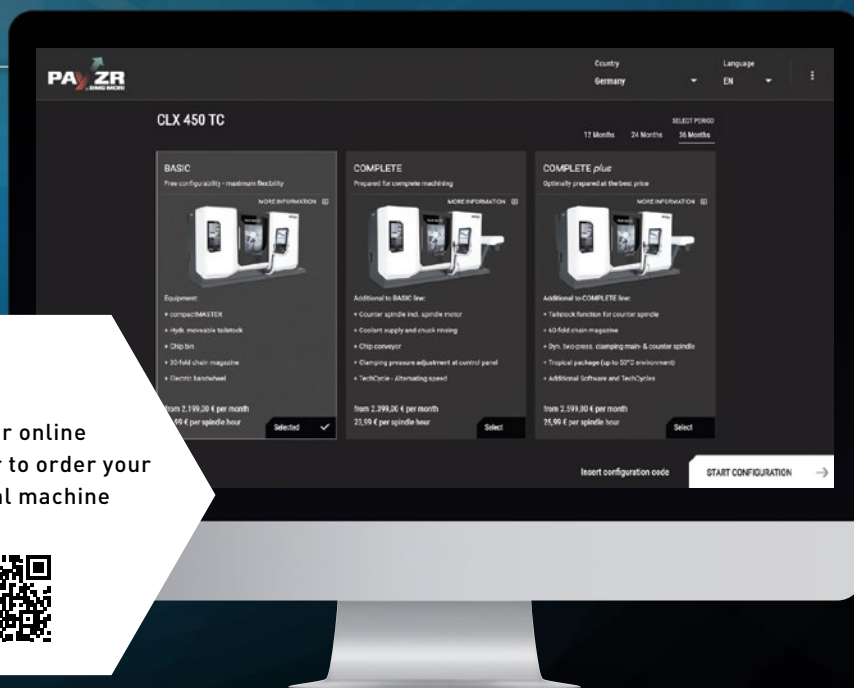 PAYZR
DMG MORI
Country
Germany
Language
EN
CLX 450 TC
SELECT PERIOD
12 Months 24 Months 36 Months
BASIC
Free configurability - maximum flexibility
MORE INFORMATION
Equipment:
+ compactMASTER
+ Hydr. moveable tailstock
+ Chip bin
+ 30-fold chain magazine
+ Electric handwheel
from 2.199,00 € per month
,99 € per spindle hour
Selected
COMPLETE
Prepared for complete machining
MORE INFORMATION
Additional to BASIC line:
+ Counter spindle incl. spindle motor
+ Coolant supply and chuck rinsing
+ Chip conveyor
+ Clamping pressure adjustment at control panel
+ TechCycle - Alternating speed
from 2.399,00 € per month
23,99 € per spindle hour
Select
COMPLETE plus
Optimally prepared at the best price
MORE INFORMATION
Additional to COMPLETE line:
+ Tailstock function for counter spindle
+ 60-fold chain magazine
+ Dyn. two press. clamping main- & counter spindle
+ Tropical package (up to 50°C environment)
+ Additional Software and TechCycles
from 2.599,00 € per month
25,99 € per spindle hour
Select
Insert configuration code
START CONFIGURATION
r online
r to order your
al machine